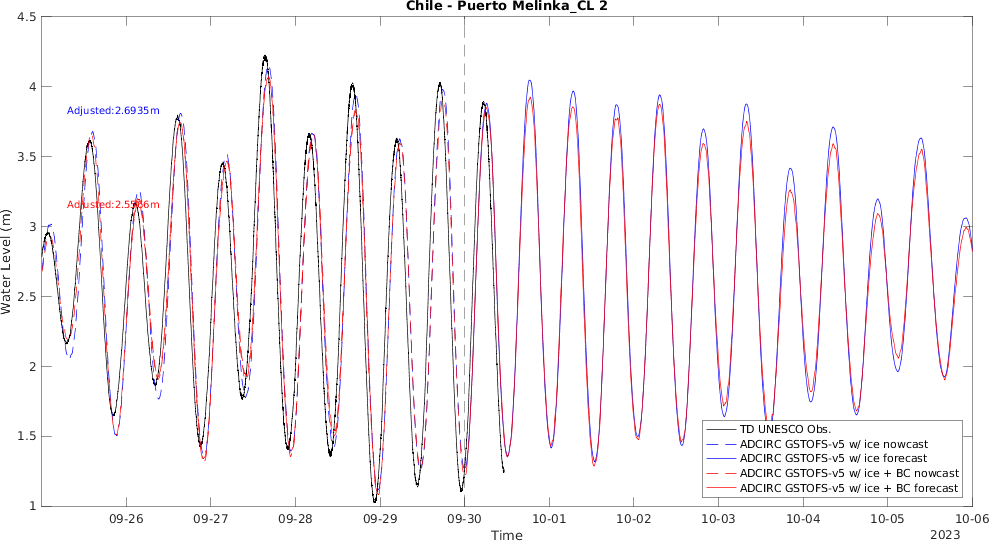 Chile - Puerto Melinka_CL 2
4.5
4
3.5
3
2.5
2
1.5
1
Water Level (m)
Adjusted:2.6935m
TD UNESCO Obs.
ADCIRC GSTOFS-v5 w/ ice nowcast
ADCIRC GSTOFS-v5 w/ ice forecast
ADCIRC GSTOFS-v5 w/ ice + BC nowcast
ADCIRC GSTOFS-v5 w/ ice + BC forecast
09-26 09-27 09-28 09-29 09-30 10-01 10-02 10-03 10-04 10-05 10-06
Time
2023